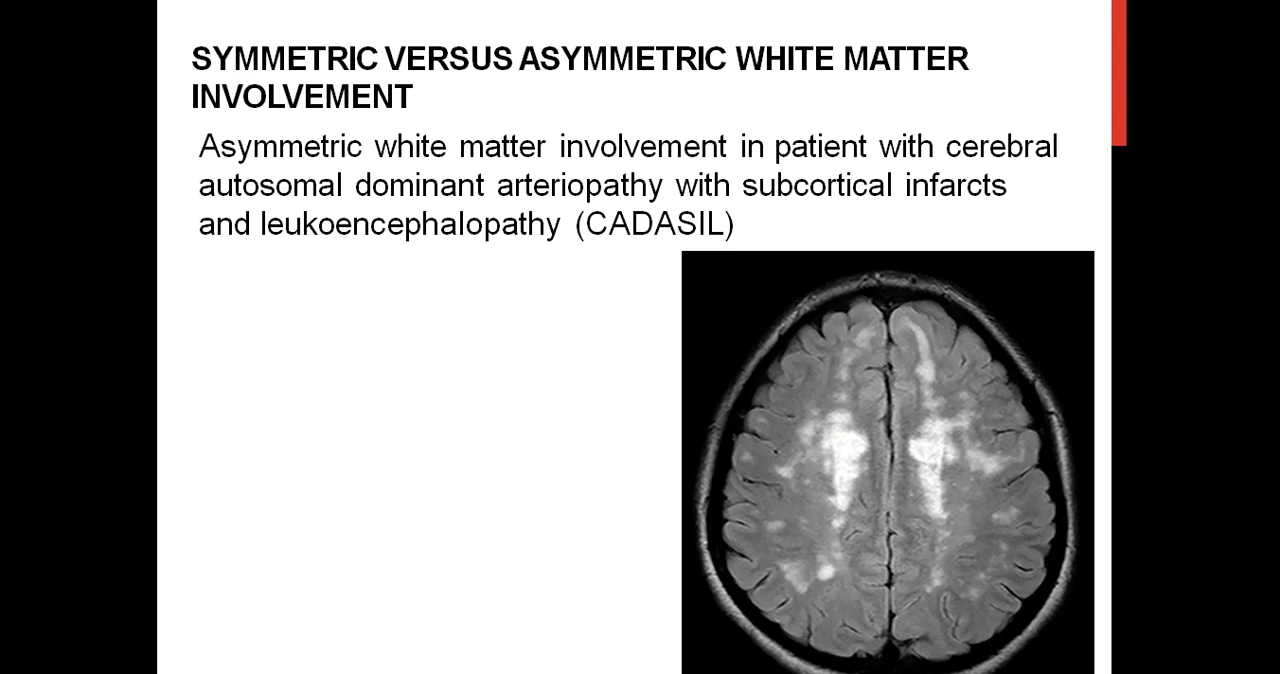 SYMMETRIC VERSUS ASYMMETRIC WHITE MATTER
INVOLVEMENT
Asymmetric white matter involvement in patient with cerebral
autosomal dominant arteriopathy with subcortical infarcts
and leukoencephalopathy (CADASIL)